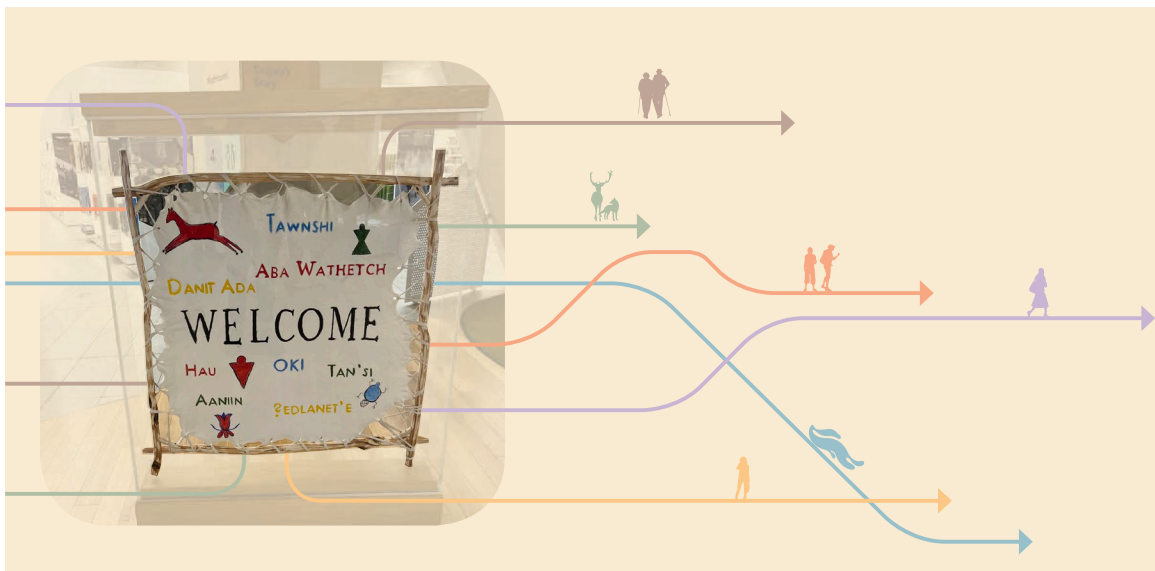 TAWNSHI
ABA WATHETCH
DANIT ADA
WELCOME
HAU
OKI
TAN'SI
AANIIN
ʔEDLANET'E